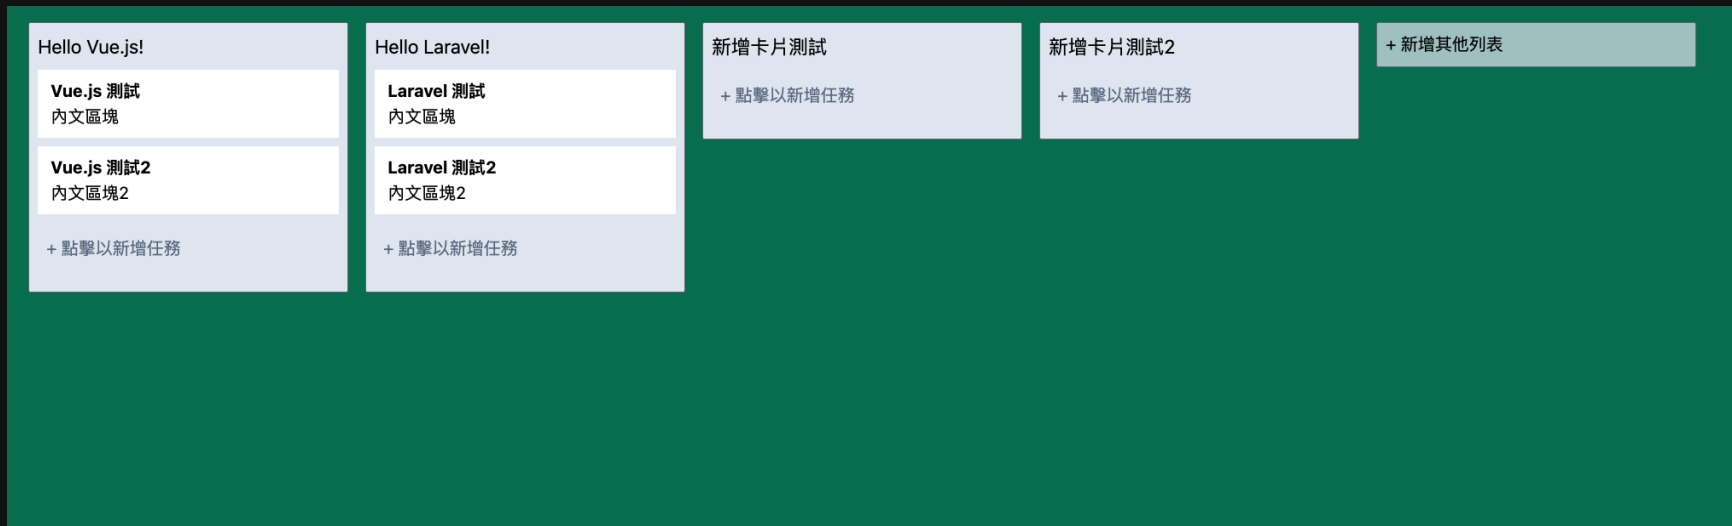 Hello Vue.js!
Vue.js 測試
內文區塊
Vue.js 測試2
內文區塊2
+ 點擊以新增任務
Hello Laravel!
Laravel 測試
內文區塊
Laravel 測試2
內文區塊2
+ 點擊以新增任務
新增卡片測試
+ 點擊以新增任務
新增卡片測試2
+ 點擊以新增任務
+ 新增其他列表